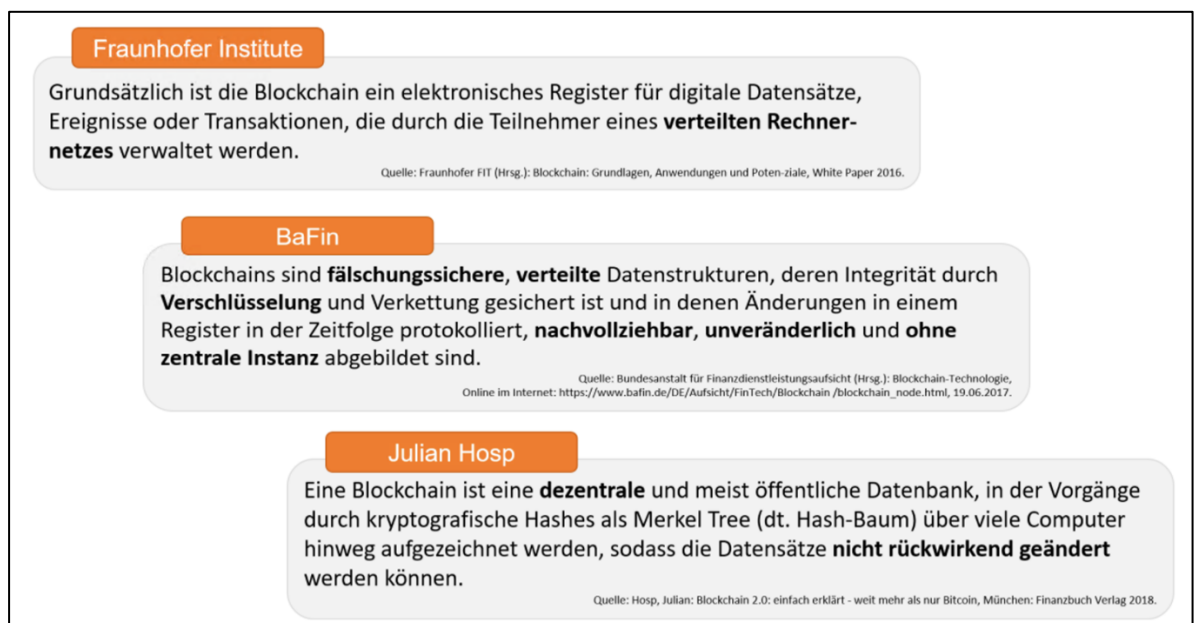 Fraunhofer Institute
Grundsätzlich ist die Blockchain ein elektronisches Register für digitale Datensätze,
Ereignisse oder Transaktionen, die durch die Teilnehmer eines verteilten Rechner-
netzes verwaltet werden.
Quelle: Fraunhofer FIT (Hrsg.): Blockchain: Grundlagen, Anwendungen und Poten-ziale, White Paper 2016.
BaFin
Blockchains sind fälschungssichere, verteilte Datenstrukturen, deren Integrität durch
Verschlüsselung und Verkettung gesichert ist und in denen Änderungen in einem
Register in der Zeitfolge protokolliert, nachvollziehbar, unveränderlich und ohne
zentrale Instanz abgebildet sind.
Quelle: Bundesanstalt für Finanzdienstleistungsaufsicht (Hrsg.): Blockchain-Technologie,
Online im Internet: https://www.bafin.de/DE/Aufsicht/FinTech/Blockchain /blockchain_node.html, 19.06.2017.
Julian Hosp
Eine Blockchain ist eine dezentrale und meist öffentliche Datenbank, in der Vorgänge
durch kryptografische Hashes als Merkel Tree (dt. Hash-Baum) über viele Computer
hinweg aufgezeichnet werden, sodass die Datensätze nicht rückwirkend geändert
werden können.
Quelle: Hosp, Julian: Blockchain 2.0: einfach erklärt - weit mehr als nur Bitcoin, München: Finanzbuch Verlag 2018.